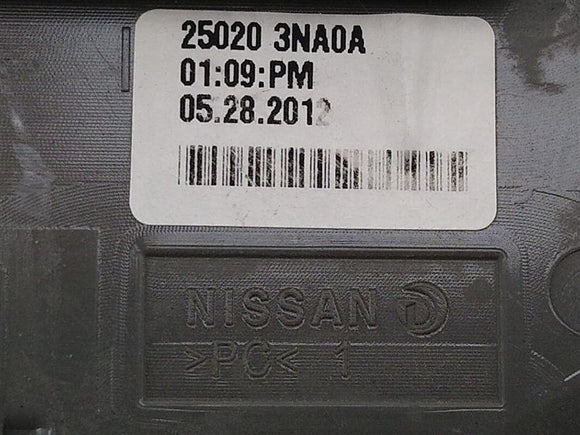 25020 3NA0A
01:09:PM
05.28.2012
NISSAN
>PC< 1